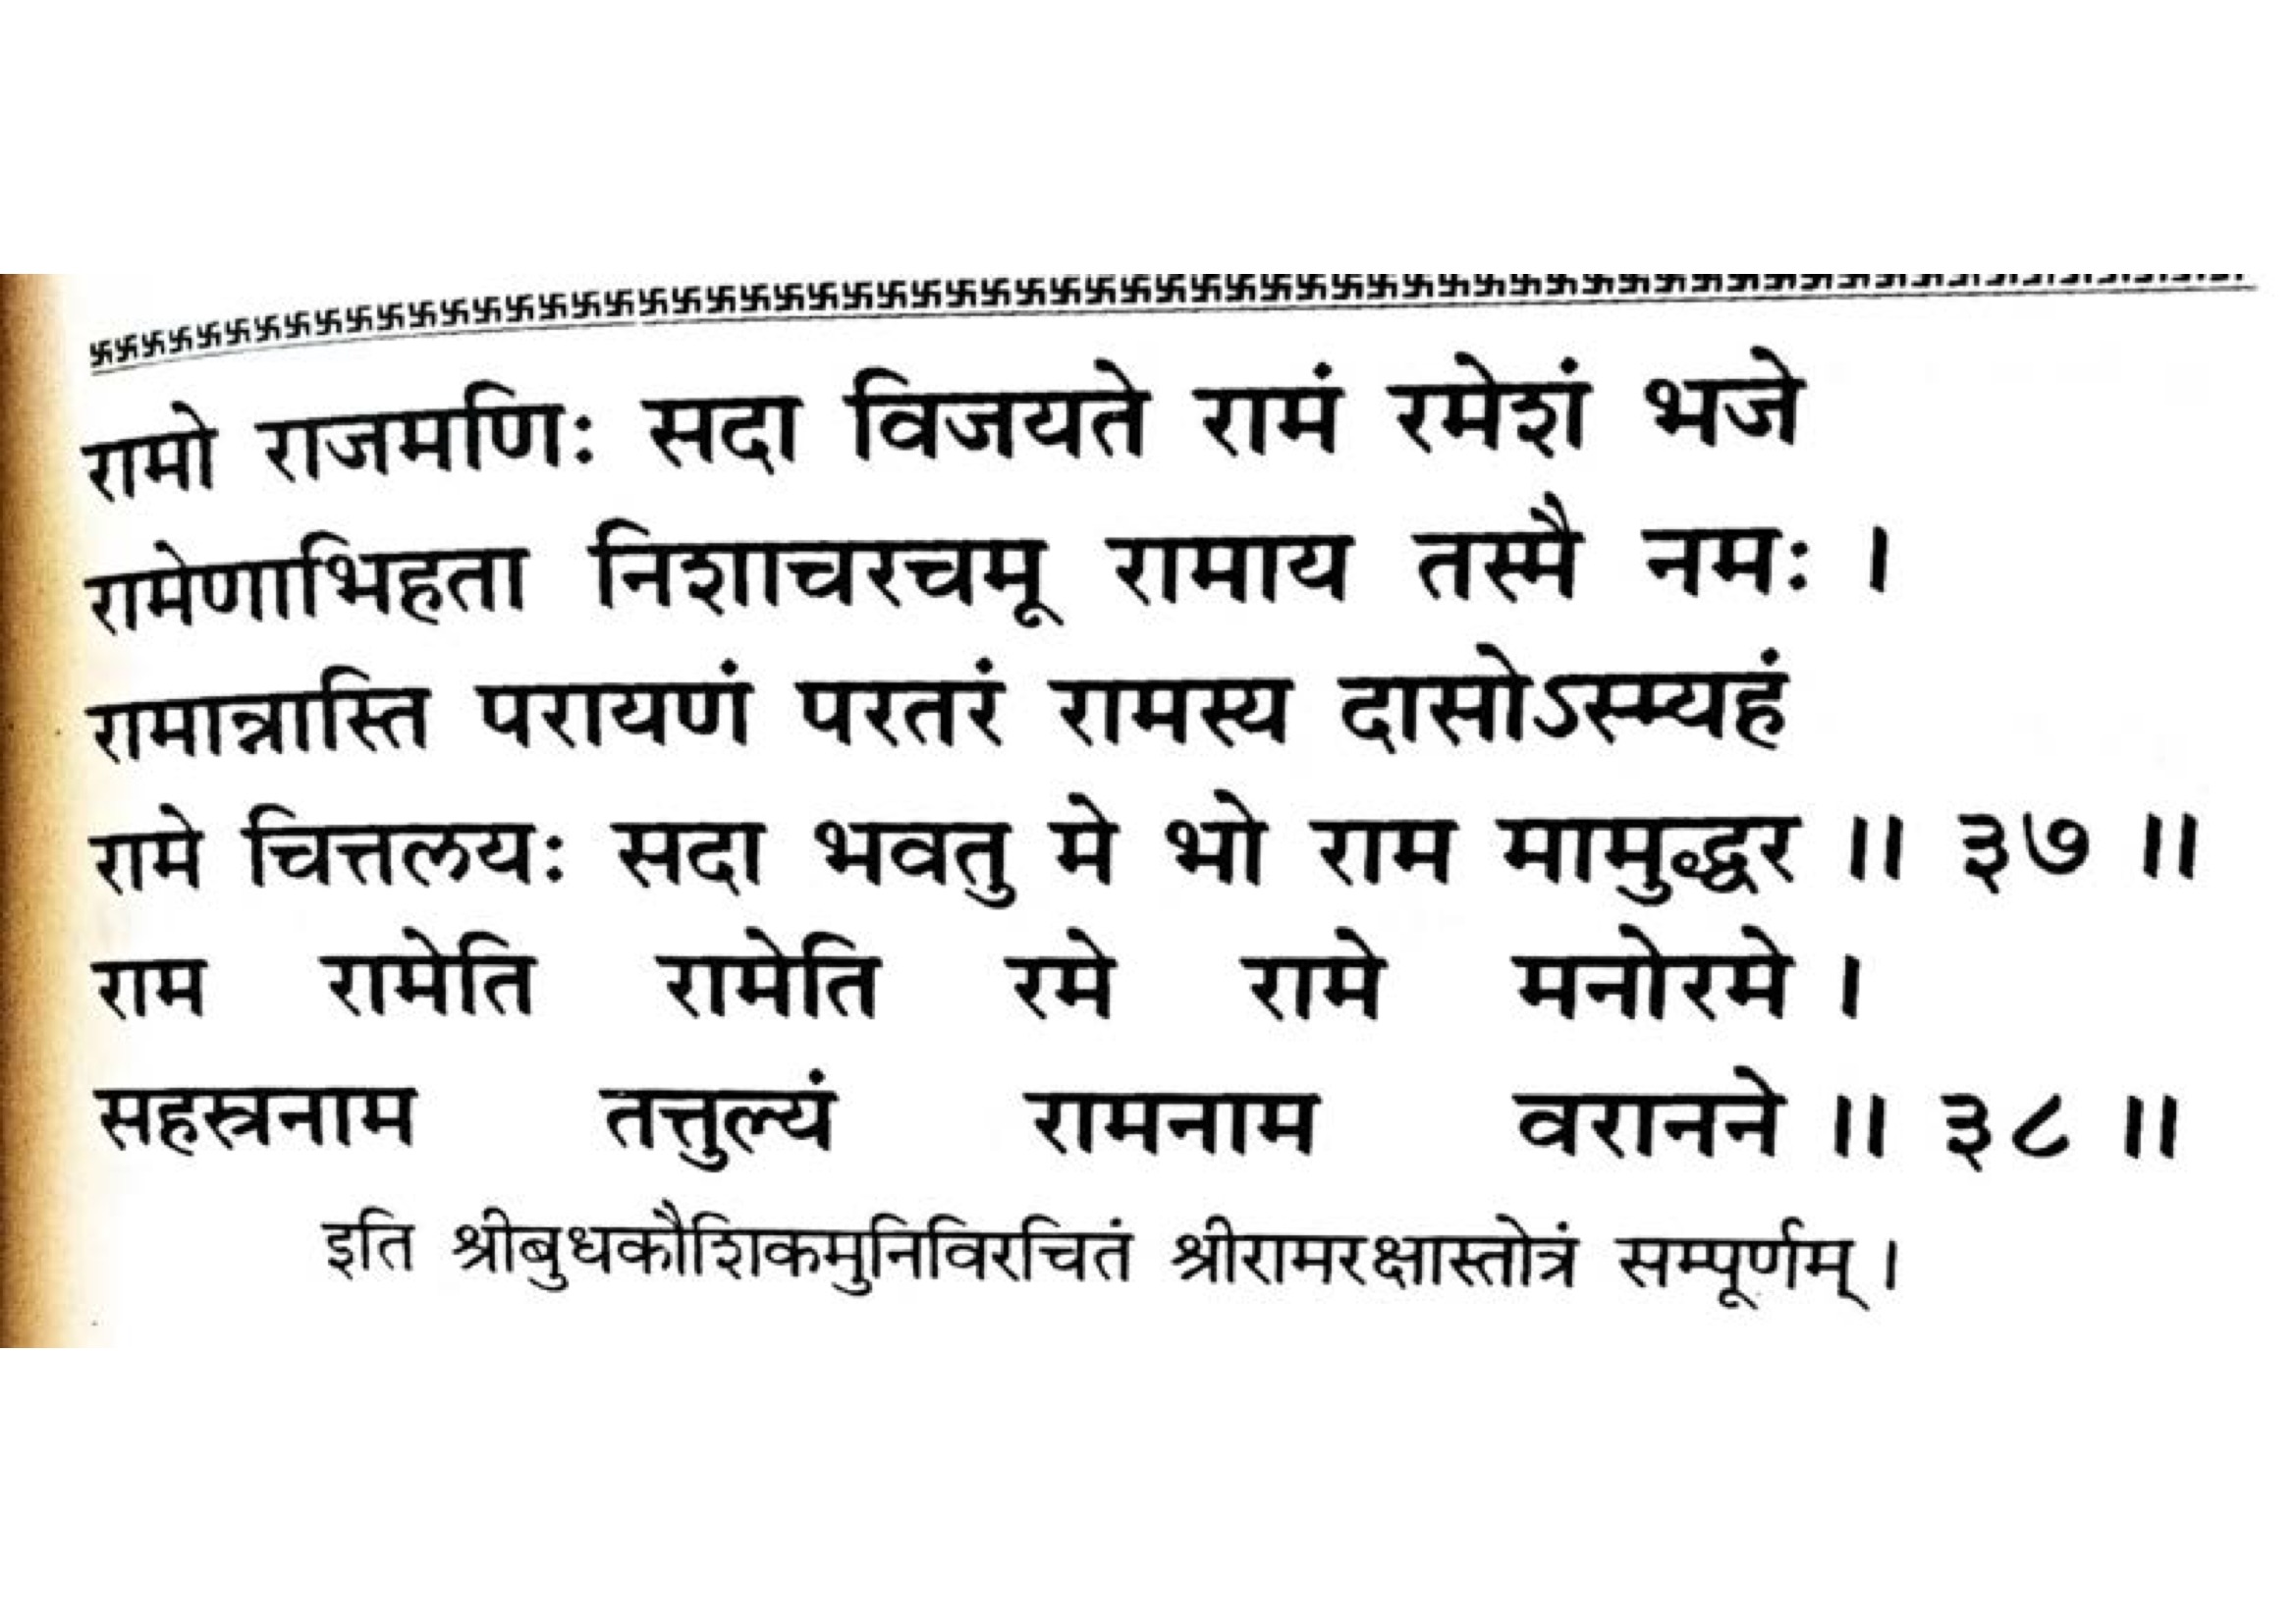 रामो राजमणिः सदा विजयते रामं रमेशं भजे
रामेणाभिहता निशाचरचमू रामाय तस्मै नमः ।
रामान्नास्ति परायणं परतरं रामस्य दासोऽस्म्यहं
रामे चित्तलयः सदा भवतु मे भो राम मामुद्धर ॥ ३७ ॥
राम रामेति रामेति रमे रामे मनोरमे ।
सहस्रनाम तत्तुल्यं रामनाम वरानने ॥ ३८ ॥
इति श्रीबुधकौशिकमुनिविरचितं श्रीरामरक्षास्तोत्रं सम्पूर्णम् ।